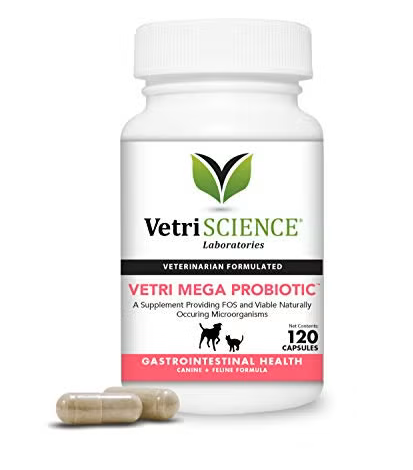 VetriSCIENCE®
Laboratories
VETERINARIAN FORMULATED
VETRI MEGA PROBIOTIC™
A Supplement Providing FOS and Viable Naturally
Occuring Microorganisms
Net Contents:
120
CAPSULES
GASTROINTESTINAL HEALTH
CANINE + FELINE FORMULA